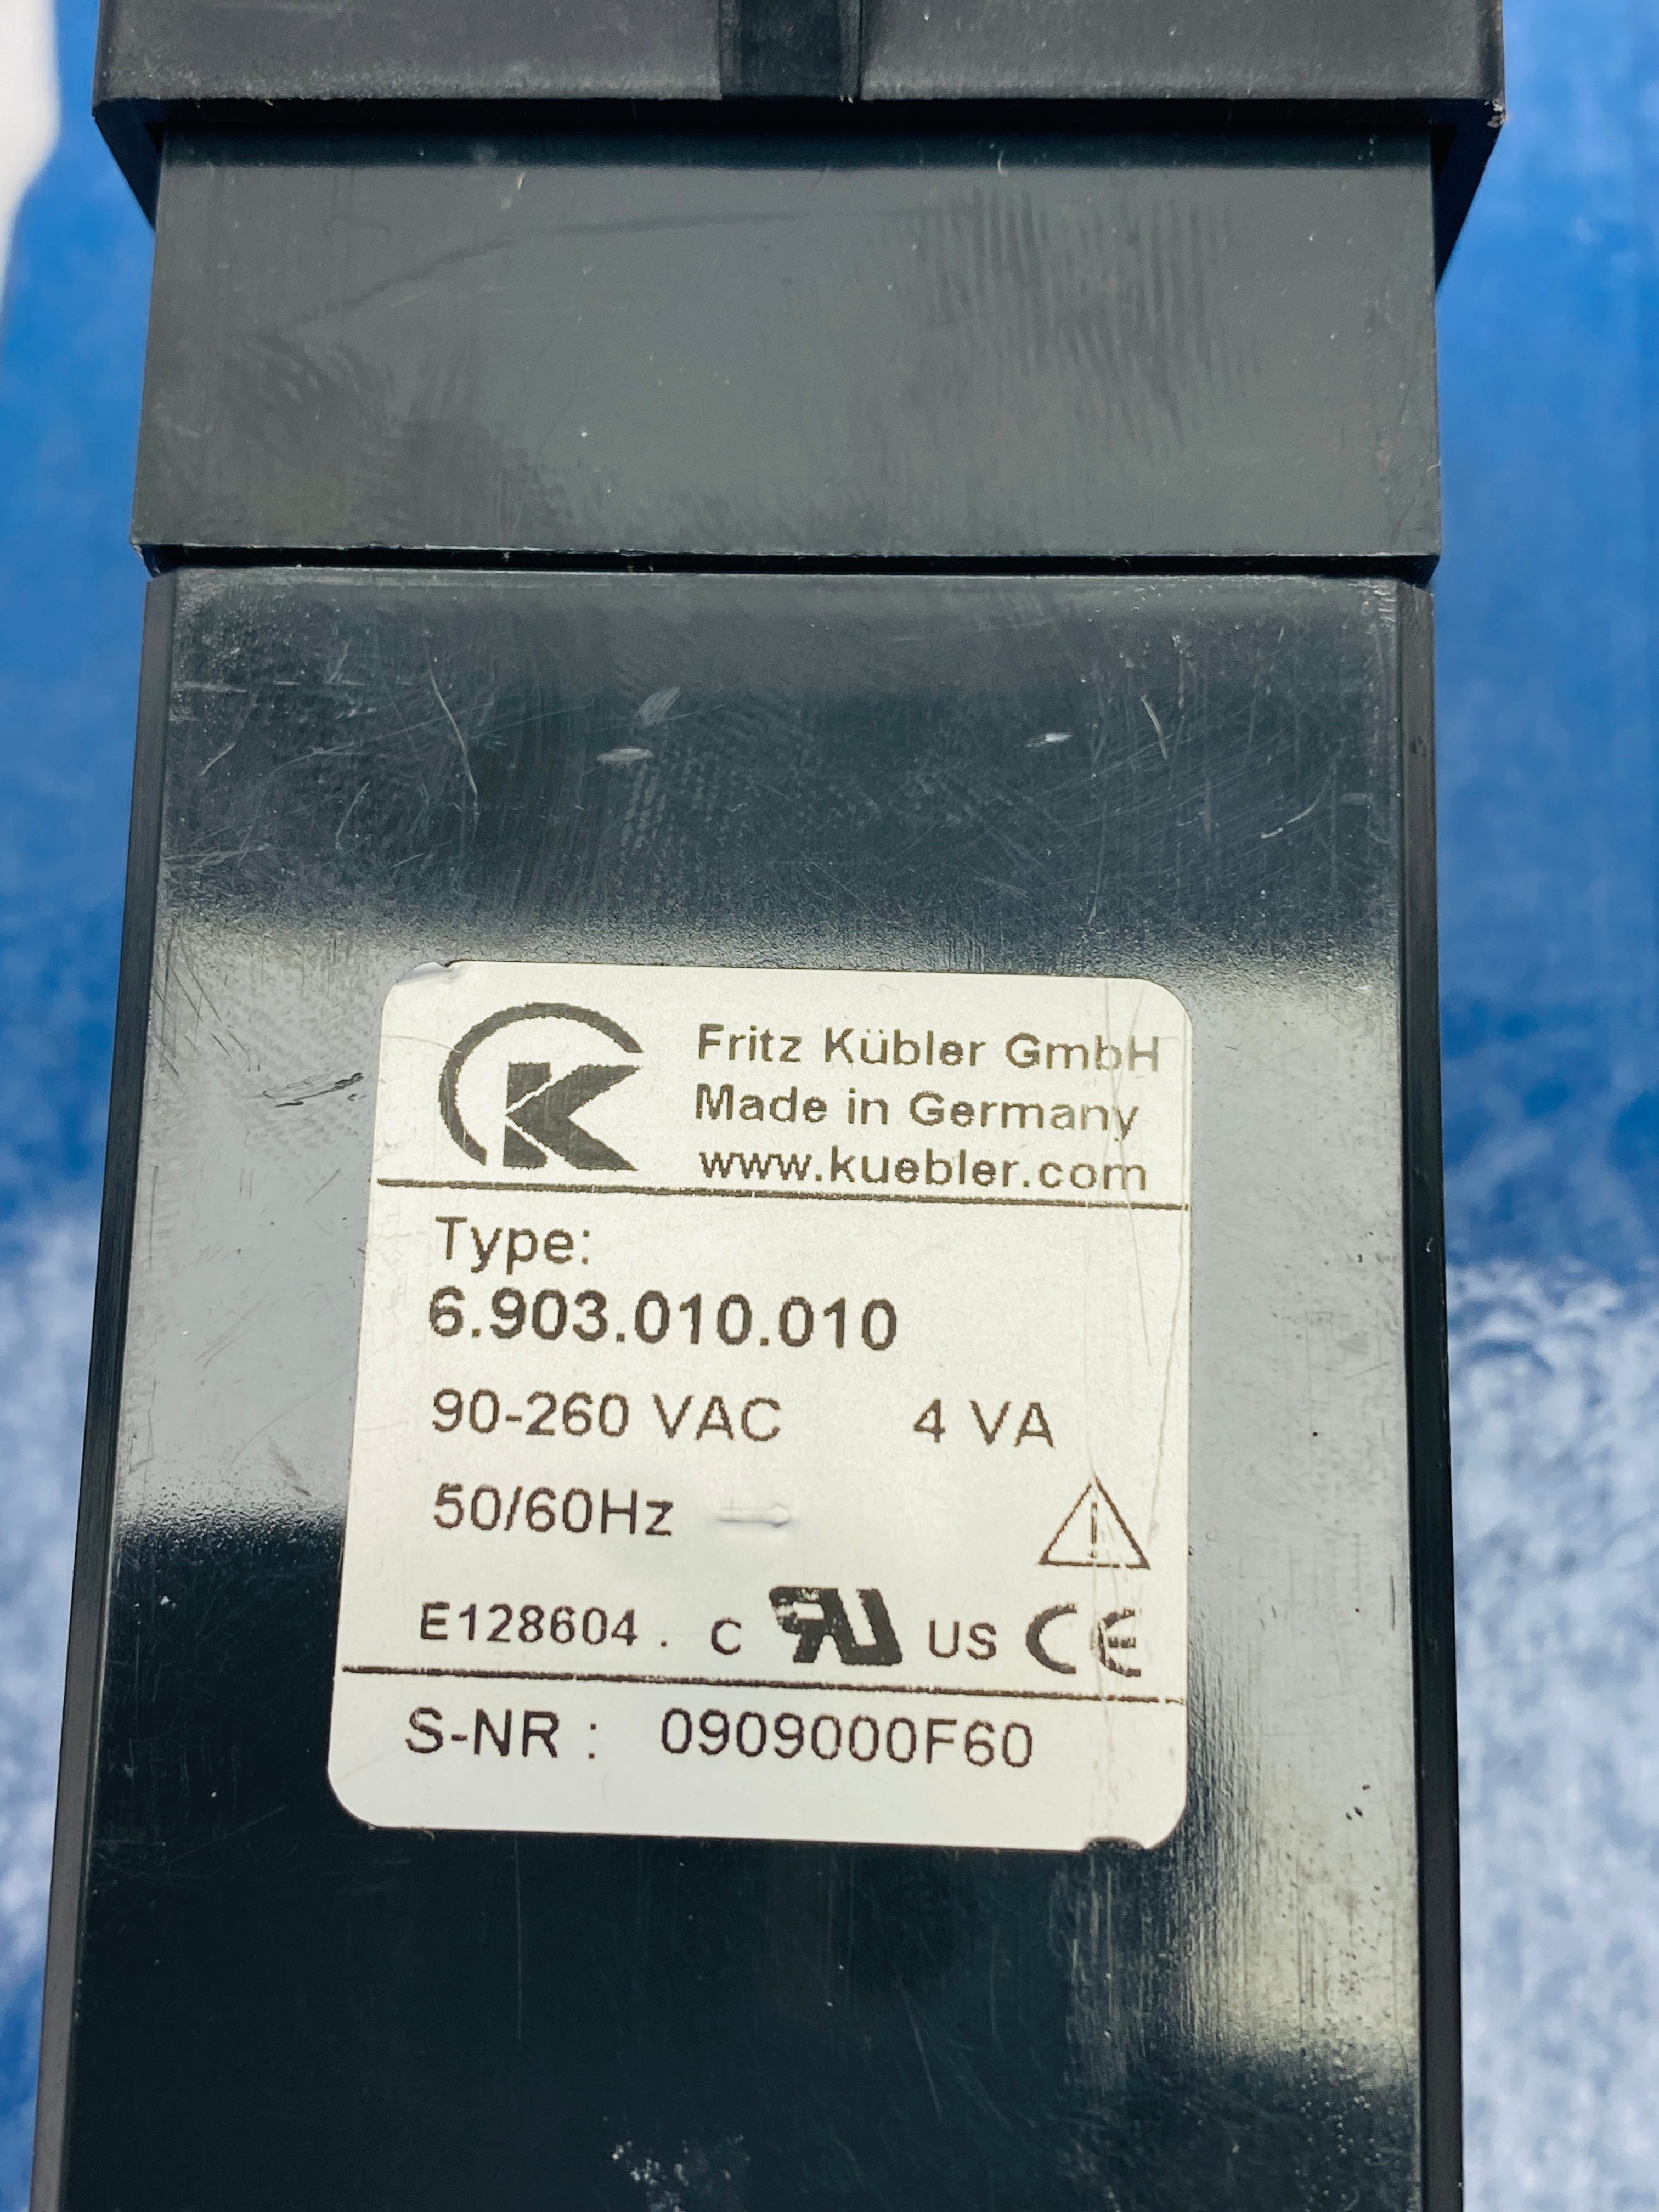 Fritz Kübler GmbH
Made in Germany
www.kuebler.com
Type:
6.903.010.010
90-260 VAC 4 VA
50/60Hz
E128604 . C RU US CE
S-NR : 0909000F60